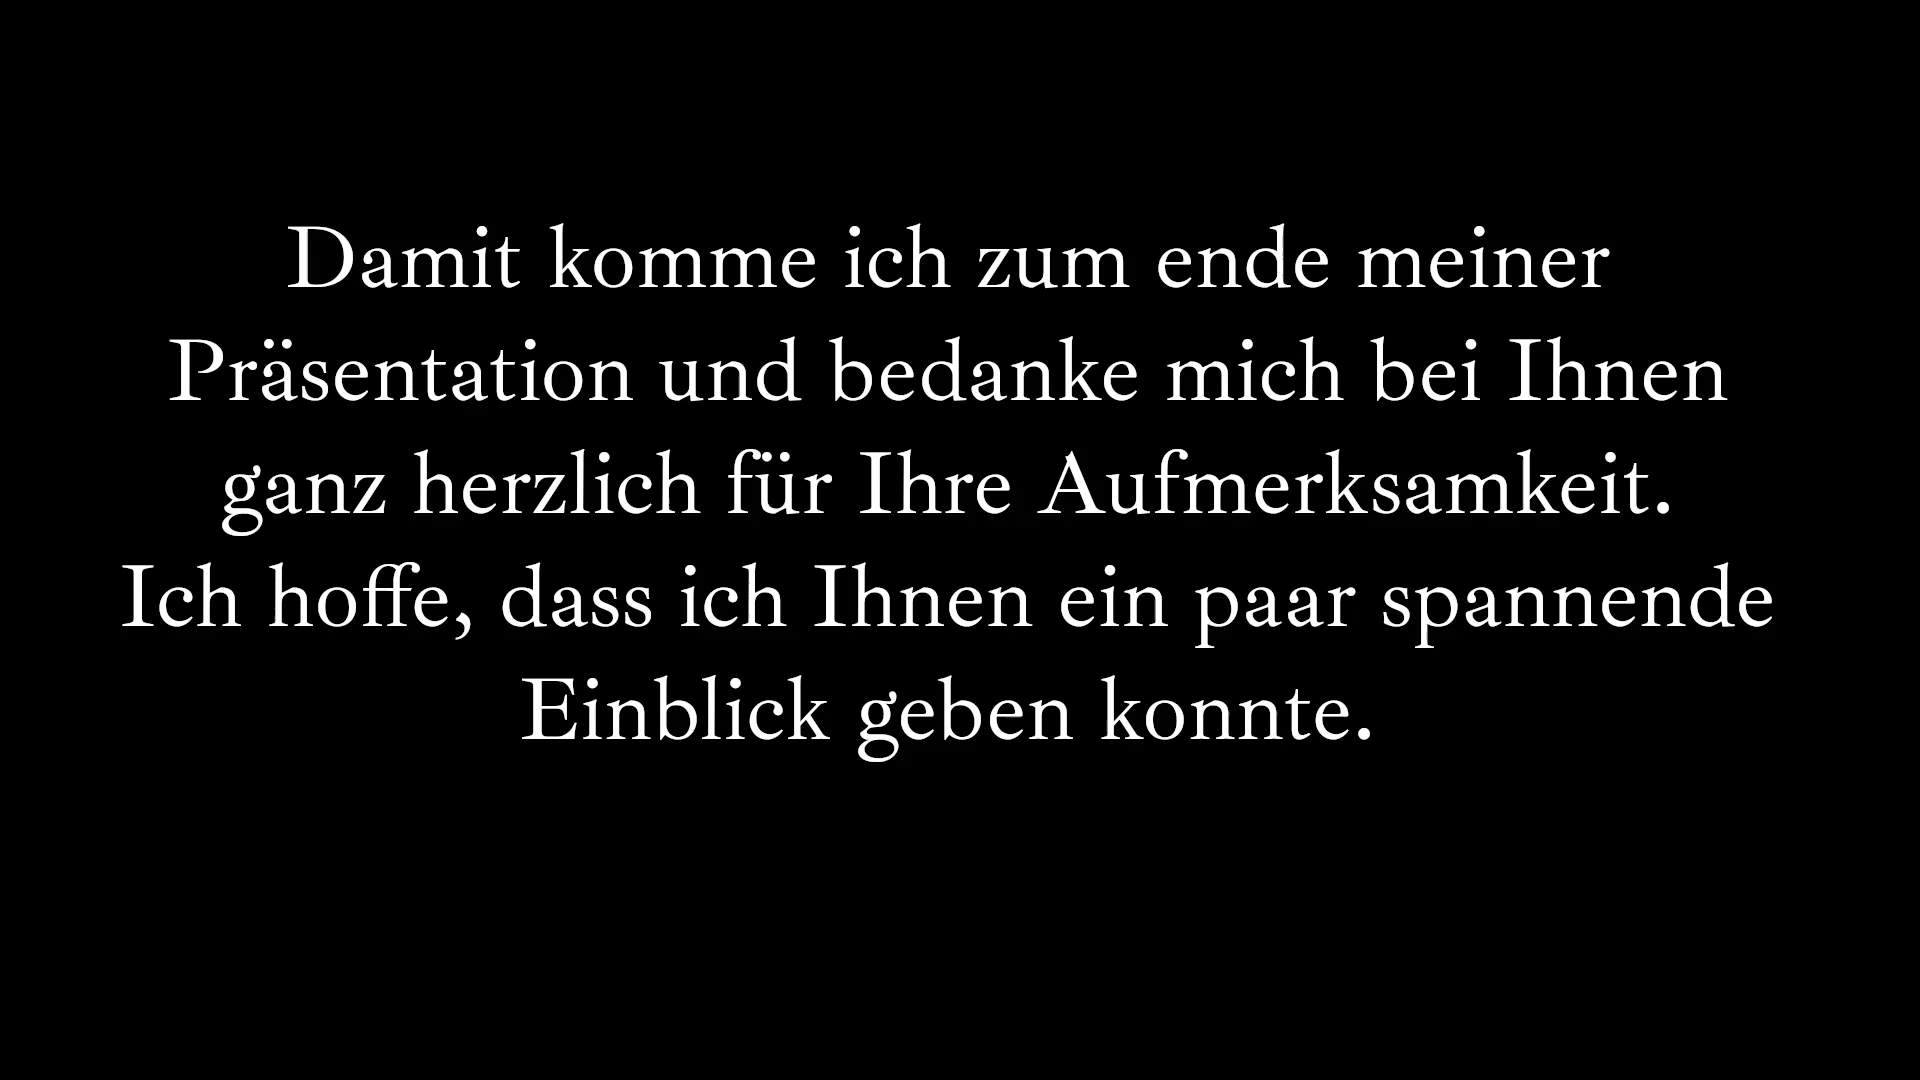 Damit komme ich zum ende meiner
Präsentation und bedanke mich bei Ihnen
ganz herzlich für Ihre Aufmerksamkeit.
Ich hoffe, dass ich Ihnen ein paar spannende
Einblick geben konnte.